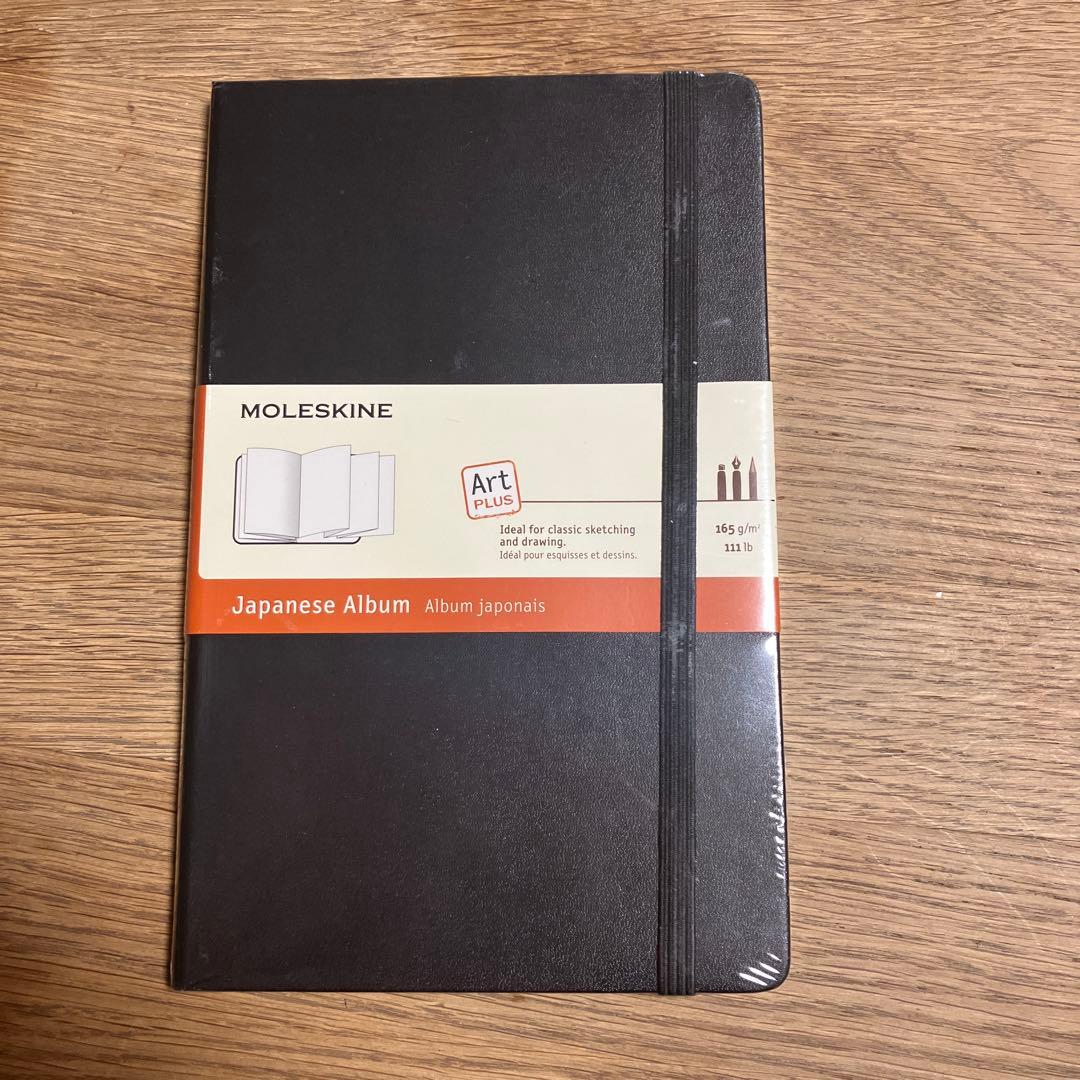 MOLESKINE
Art
PLUS
Ideal for classic sketching
and drawing.
Idéal pour esquisses et dessins.
165 g/m²
111 lb
Japanese Album Album japonais